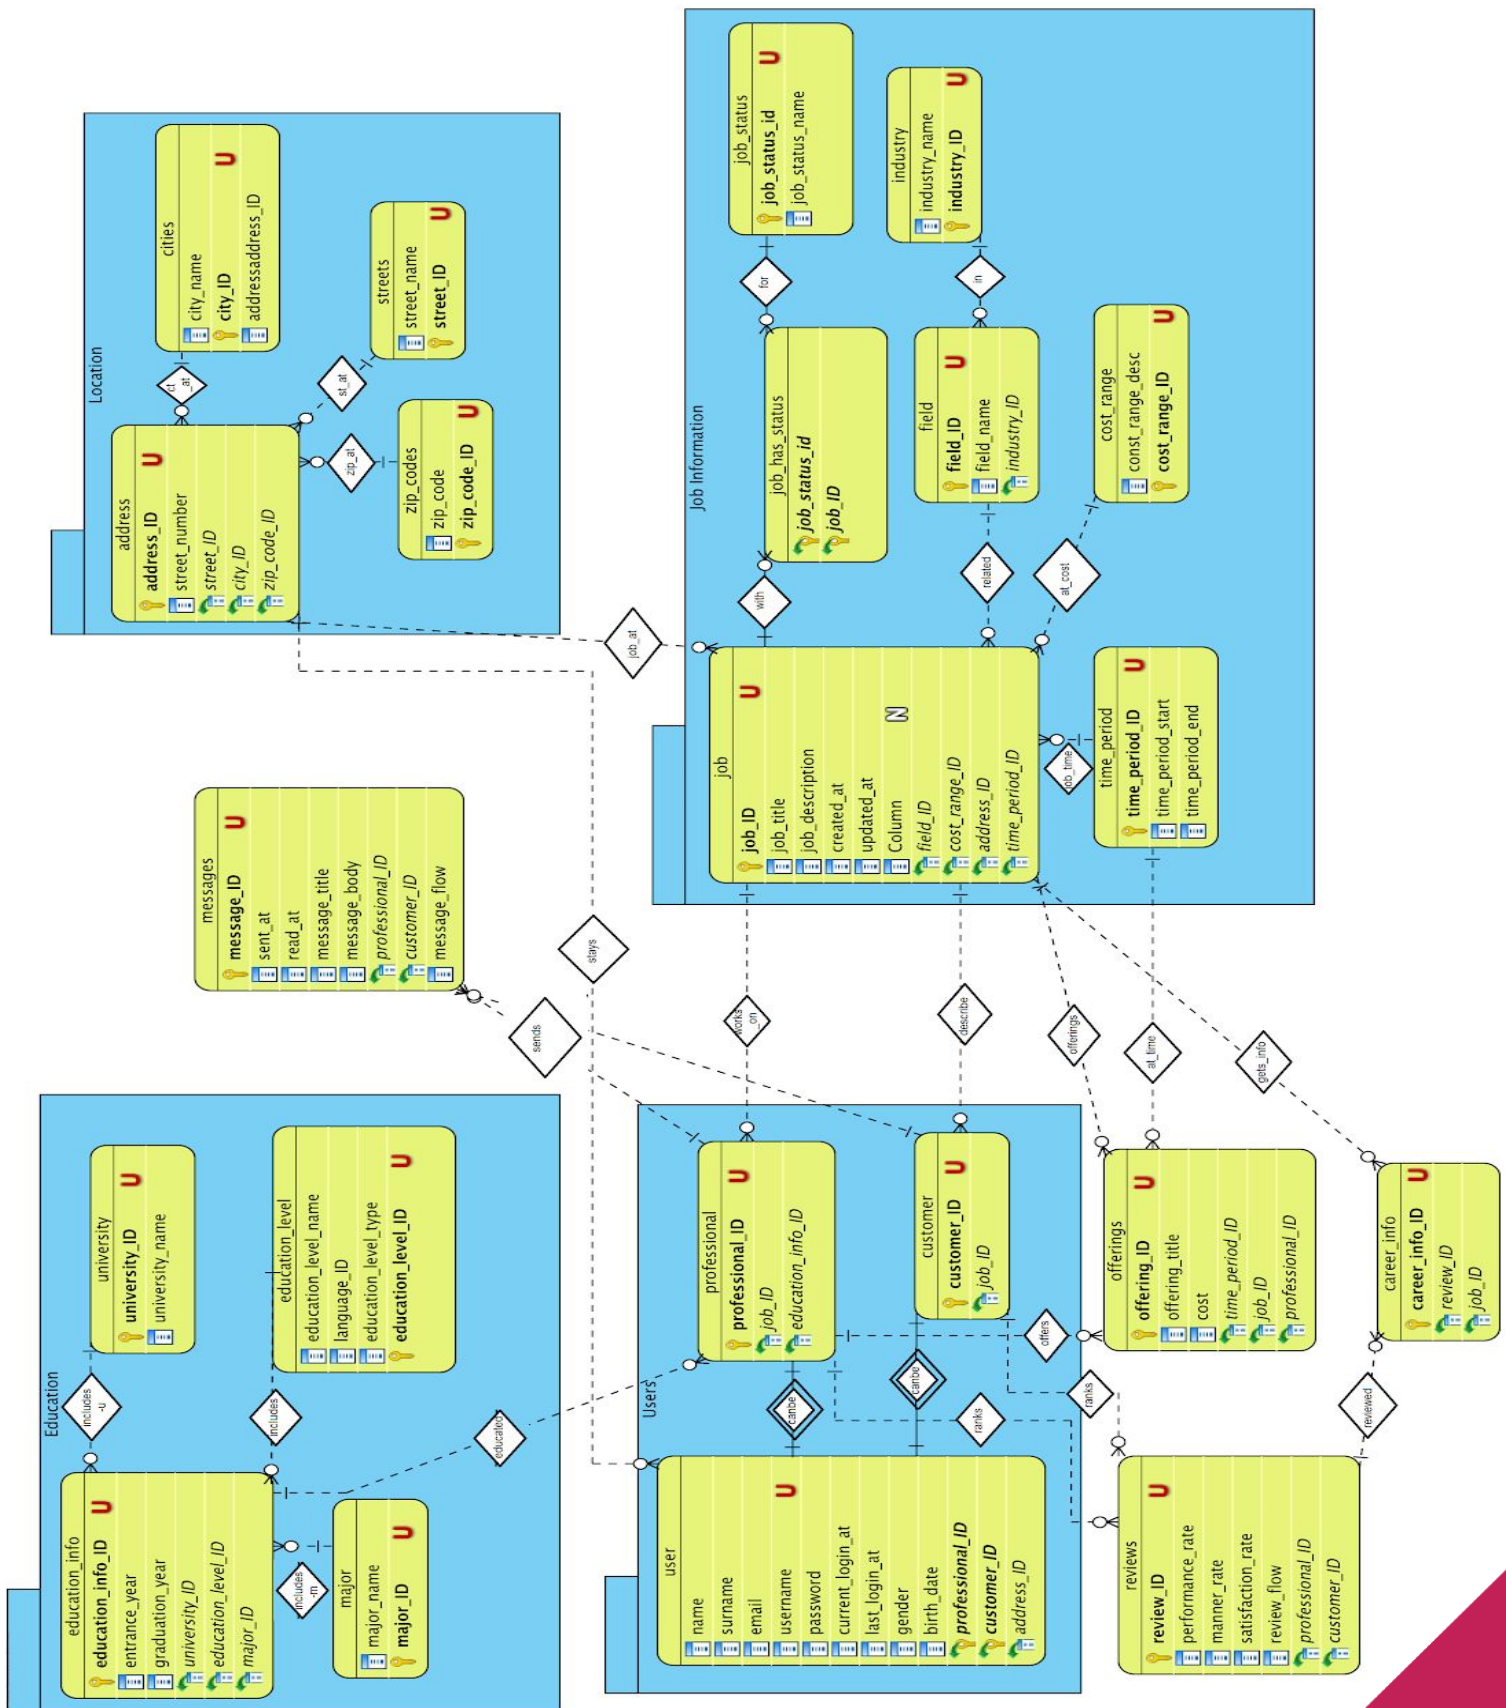 Location
address
address_ID
street_number
street_ID
city_ID
zip_code_ID
U
ct
_at
cities
city_name
city_ID
addressaddress_ID
U
st_at
streets
street_name
street_ID
U
zip_at
zip_codes
zip_code
zip_code_ID
U
job_at
stays
Job Information
job
job_ID
job_title
job_description
created_at
updated_at
Column
field_ID
cost_range_ID
address_ID
time_period_ID
U
N
with
job_has_status
job_status_id
job_ID
for
job_status
job_status_id
job_status_name
U
related
field
field_ID
field_name
industry_ID
U
in
industry
industry_name
industry_ID
U
at_cost
cost_range
const_range_desc
cost_range_ID
U
job_time
time_period
time_period_ID
time_period_start
time_period_end
U
messages
message_ID
sent_at
read_at
message_title
message_body
professional_ID
customer_ID
message_flow
U
sends
works
_on
describe
offerings
at_time
gets_info
Education
education_info
education_info_ID
entrance_year
graduation_year
university_ID
education_level_ID
major_ID
U
includes
-u
university
university_ID
university_name
U
includes
education_level
education_level_name
language_ID
education_level_type
education_level_ID
U
includes
-m
major
major_name
major_ID
U
educated
Users
user
name
surname
email
username
password
current_login_at
last_login_at
gender
birth_date
professional_ID
customer_ID
address_ID
U
canbe
canbe
professional
professional_ID
job_ID
education_info_ID
U
customer
customer_ID
job_ID
U
ranks
offers
ranks
offerings
offering_ID
offering_title
cost
time_period_ID
job_ID
professional_ID
U
reviews
review_ID
performance_rate
manner_rate
satisfaction_rate
review_flow
professional_ID
customer_ID
U
reviewed
career_info
career_info_ID
review_ID
job_ID
U